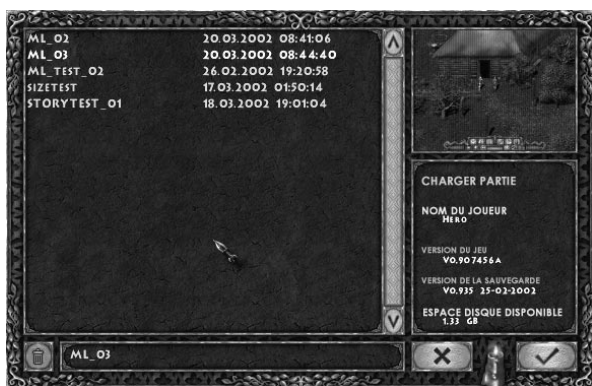 ML_02 20.03.2002 08:41:06
ML_03 20.03.2002 08:44:40
ML_TEST_02 26.02.2002 19:20:58
SIZETEST 17.03.2002 01:50:14
STORYTEST_01 18.03.2002 19:01:04
CHARGER PARTIE
NOM DU JOUEUR
HERO
VERSION DU JEU
V0.907456A
VERSION DE LA SAUVEGARDE
V0.935 25-02-2002
ESPACE DISQUE DISPONIBLE
1.33 GB
ML_03